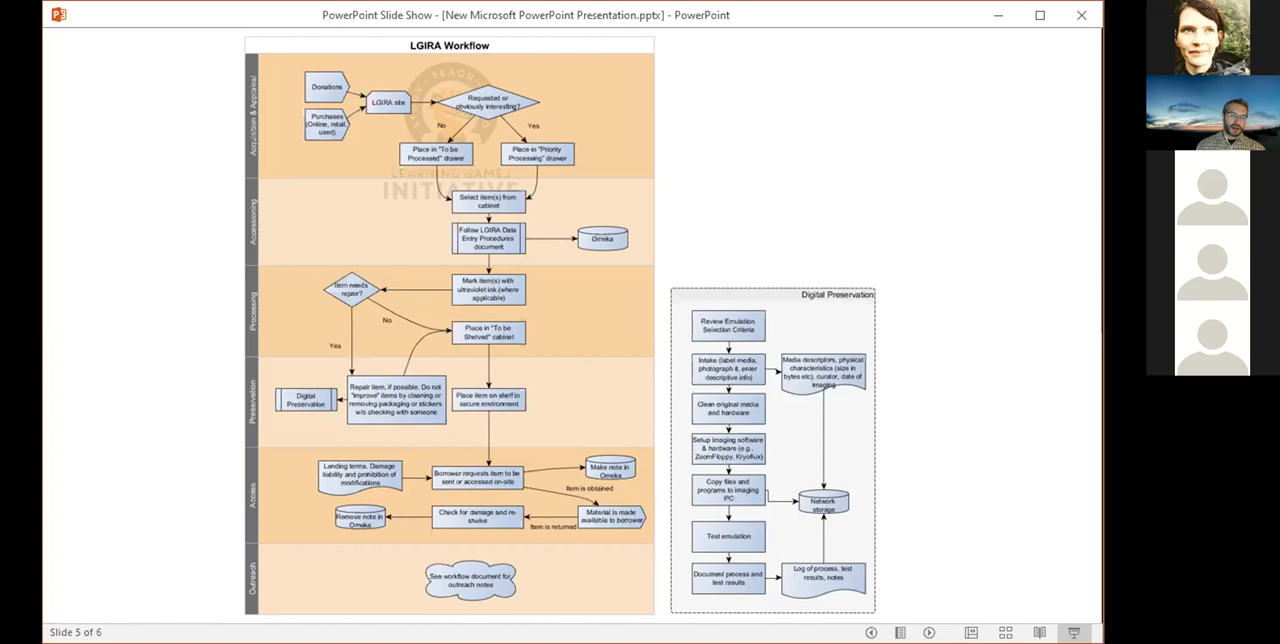 PowerPoint Slide Show - [New Microsoft PowerPoint Presentation.pptx] - PowerPoint
LGIRA Workflow
Acquisition & Appraisal
Donations
Purchases
(Online, retail,
used)
LGIRA site
Requested or
obviously interesting?
No
Yes
Place in "To be
Processed" drawer
Place in "Priority
Processing" drawer
TEACH
LEARNING GAMES
INITIATIVE
Accessioning
Select item(s) from
cabinet
Follow LGIRA Data
Entry Procedures
document
Omeka
Processing
Item needs
repair?
Mark item(s) with
ultraviolet ink (where
applicable)
No
Yes
Place in "To be
Shelved" cabinet
Preservation
Digital
Preservation
Repair item, if possible. Do not
"improve" items by cleaning or
removing packaging or stickers
w/o checking with someone
Place item on shelf in
secure environment
Access
Lending terms. Damage
liability and prohibition of
modifications
Borrower requests item to be
sent or accessed on-site
Make note in
Omeka
Item is obtained
Remove note in
Omeka
Check for damage and re-
shelve
Item is returned
Material is made
available to borrower
Outreach
See workflow document for
outreach notes
Digital Preservation
Review Emulation
Selection Criteria
Intake (label media,
photograph it, enter
descriptive info)
Media descriptors, physical
characteristics (size in
bytes etc), curator, date of
imaging
Clean original media
and hardware
Setup imaging software
& hardware (e.g.,
ZoomFloppy, Kryoflux)
Copy files and
programs to imaging
PC
Network
storage
Test emulation
Document process and
test results
Log of process, test
results, notes
Slide 5 of 6